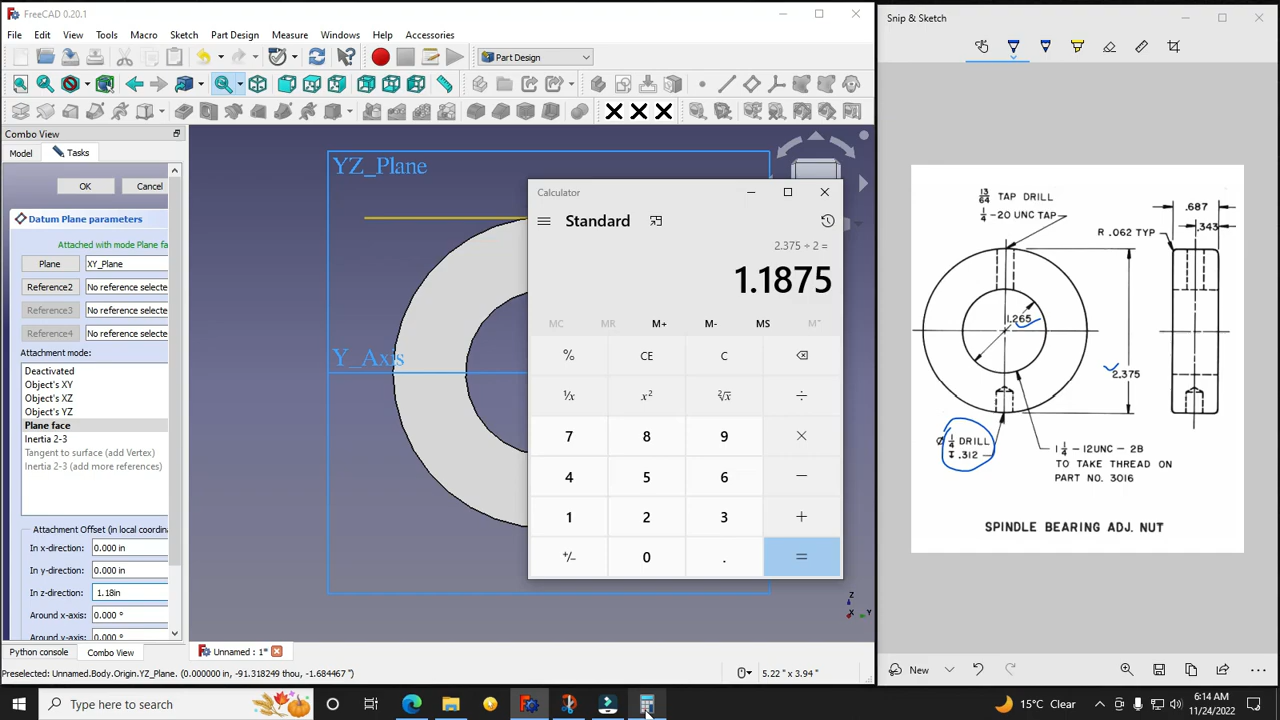 FreeCAD 0.20.1
File Edit View Tools Macro Sketch Part Design Measure Windows Help Accessories
Part Design
Combo View
Model Tasks
OK Cancel
Datum Plane parameters
Attached with mode Plane fa
Plane XY_Plane
Reference2 No reference selecte
Reference3 No reference selecte
Reference4 No reference selecte
Attachment mode:
Deactivated
Object's XY
Object's XZ
Object's YZ
Plane face
Inertia 2-3
Tangent to surface (add Vertex)
Inertia 2-3 (add more references)
Attachment Offset (in local coordina
In x-direction: 0.000 in
In y-direction: 0.000 in
In z-direction: 1.18in
Around x-axis: 0.000 °
Around y-axis: 0.000 °
Python console Combo View
YZ_Plane
Y_Axis
Z
X Y
Unnamed : 1*
Preselected: Unnamed.Body.Origin.YZ_Plane. (0.000000 in, -91.318249 thou, -1.684467")
5.22 " x 3.94 "
Calculator
Standard
2.375 ÷ 2 =
1.1875
MC MR M+ M- MS M˅
% CE C ⌫
¹/x x² ²√x ÷
7 8 9 ×
4 5 6 −
1 2 3 +
+/− 0 . =
Snip & Sketch
13/64 TAP DRILL
1/4 -20 UNC TAP
.687
.343
R .062 TYP
1.265
2.375
Ø 1/4 DRILL
↧ .312
1 1/4 - 12UNC - 2B
TO TAKE THREAD ON
PART NO. 3016
SPINDLE BEARING ADJ. NUT
New
Type here to search
15°C Clear
6:14 AM
11/24/2022